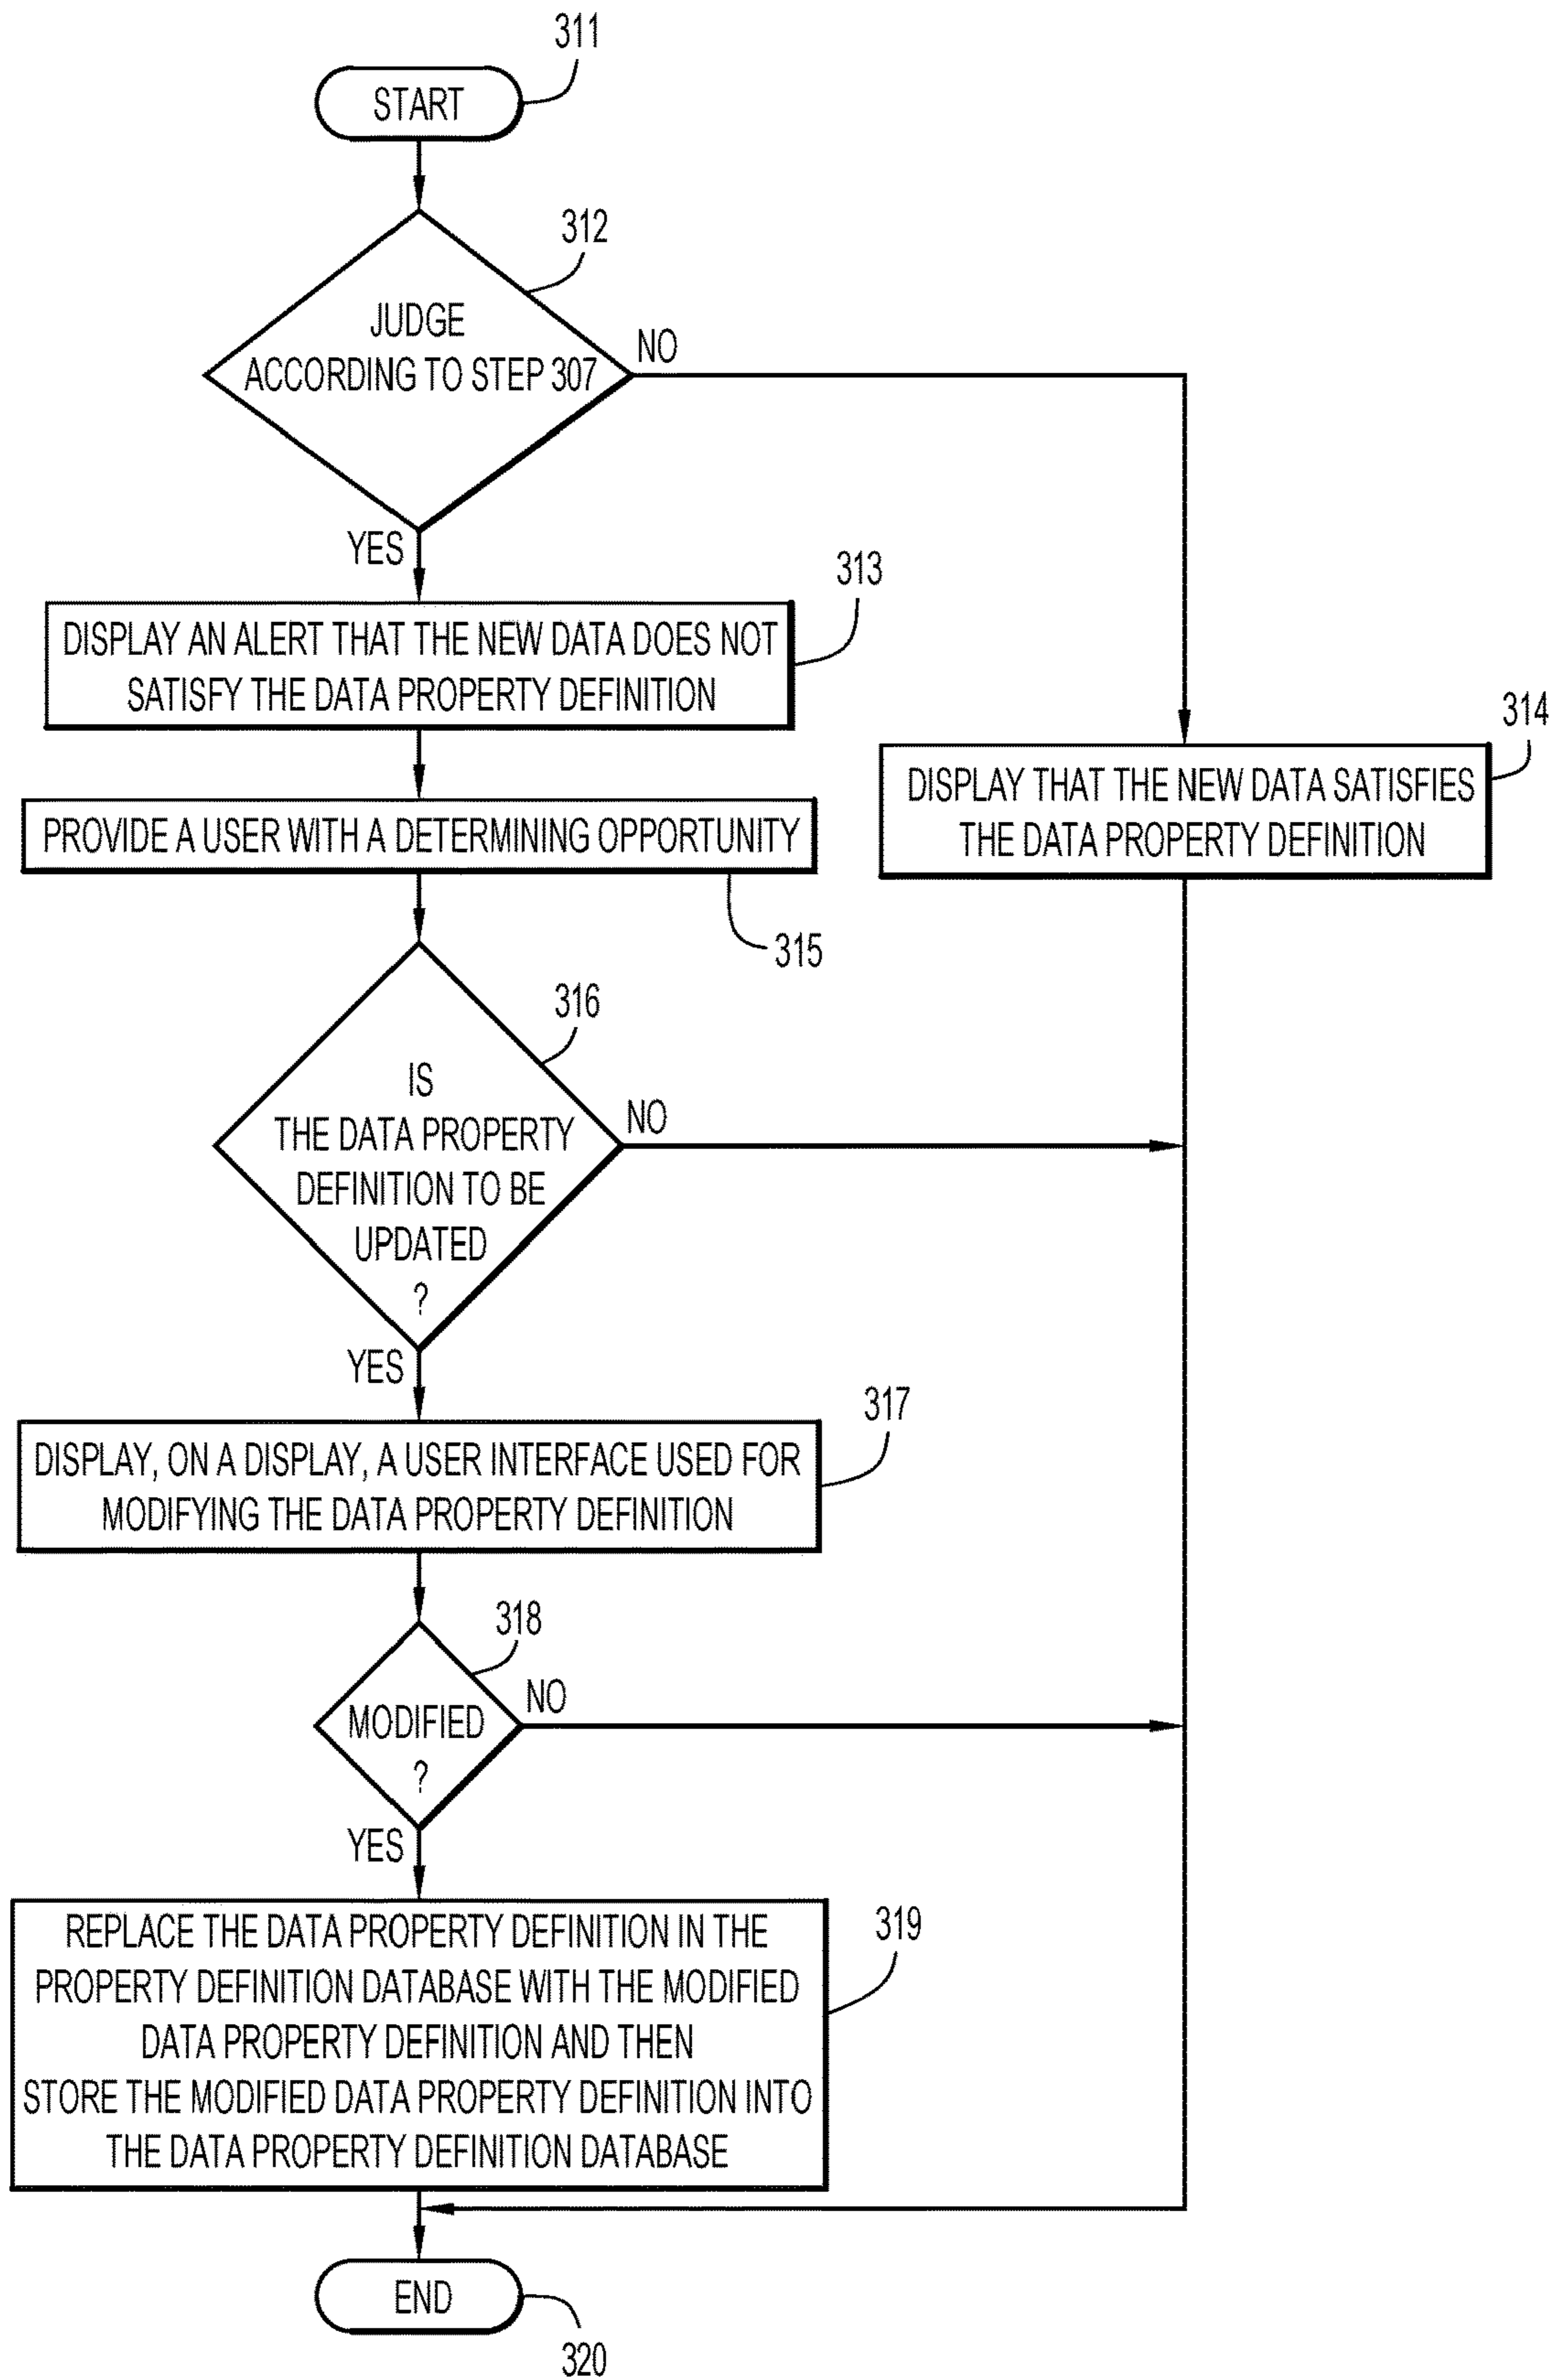 311
START
312
JUDGE
ACCORDING TO STEP 307
NO
YES
313
DISPLAY AN ALERT THAT THE NEW DATA DOES NOT
SATISFY THE DATA PROPERTY DEFINITION
314
DISPLAY THAT THE NEW DATA SATISFIES
THE DATA PROPERTY DEFINITION
PROVIDE A USER WITH A DETERMINING OPPORTUNITY
315
316
IS
THE DATA PROPERTY
DEFINITION TO BE
UPDATED
?
NO
YES
317
DISPLAY, ON A DISPLAY, A USER INTERFACE USED FOR
MODIFYING THE DATA PROPERTY DEFINITION
318
MODIFIED
?
NO
YES
319
REPLACE THE DATA PROPERTY DEFINITION IN THE
PROPERTY DEFINITION DATABASE WITH THE MODIFIED
DATA PROPERTY DEFINITION AND THEN
STORE THE MODIFIED DATA PROPERTY DEFINITION INTO
THE DATA PROPERTY DEFINITION DATABASE
END
320